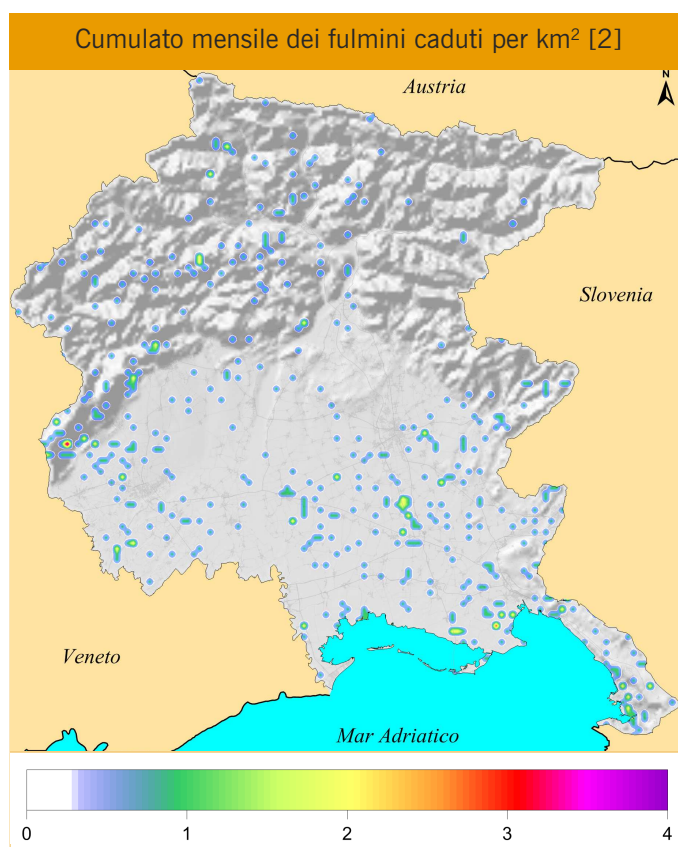 Cumulato mensile dei fulmini caduti per km² [2]
Austria
N
Slovenia
Veneto
Mar Adriatico
0 1 2 3 4